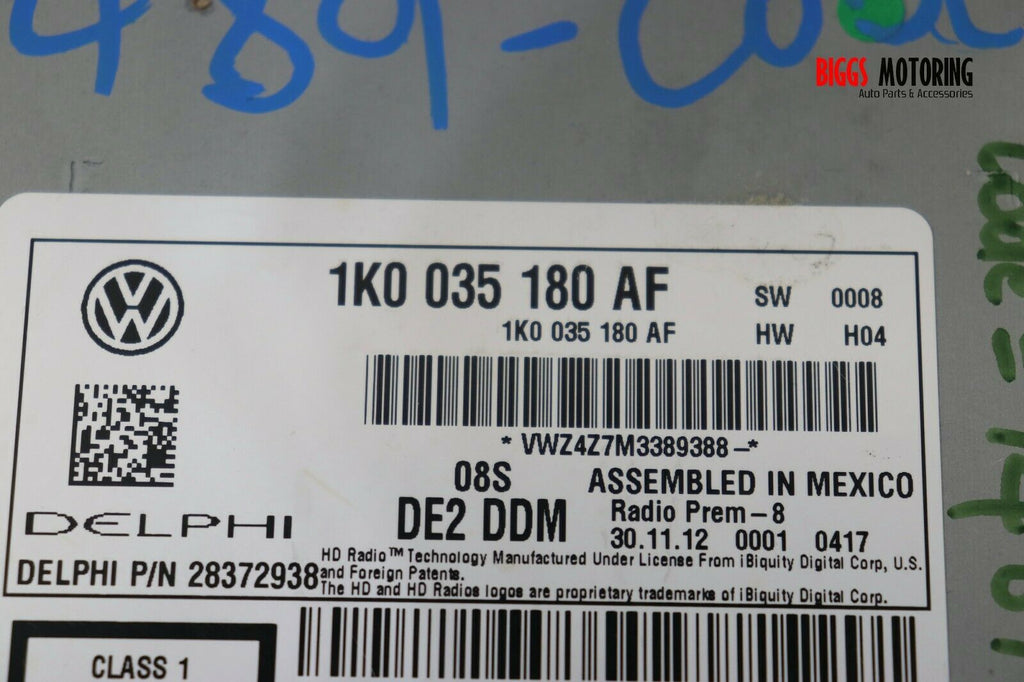 BIGGS MOTORING
Auto Parts & Accessories
1K0 035 180 AF
SW 0008
1K0 035 180 AF
HW H04
* VWZ4Z7M3389388-*
08S
ASSEMBLED IN MEXICO
DE2 DDM
Radio Prem-8
30.11.12 0001 0417
DELPHI
DELPHI P/N 28372938
HD Radio™ Technology Manufactured Under License From iBiquity Digital Corp, U.S.
and Foreign Patents.
The HD and HD Radios logos are proprietary trademarks of iBiquity Digital Corp.
CLASS 1